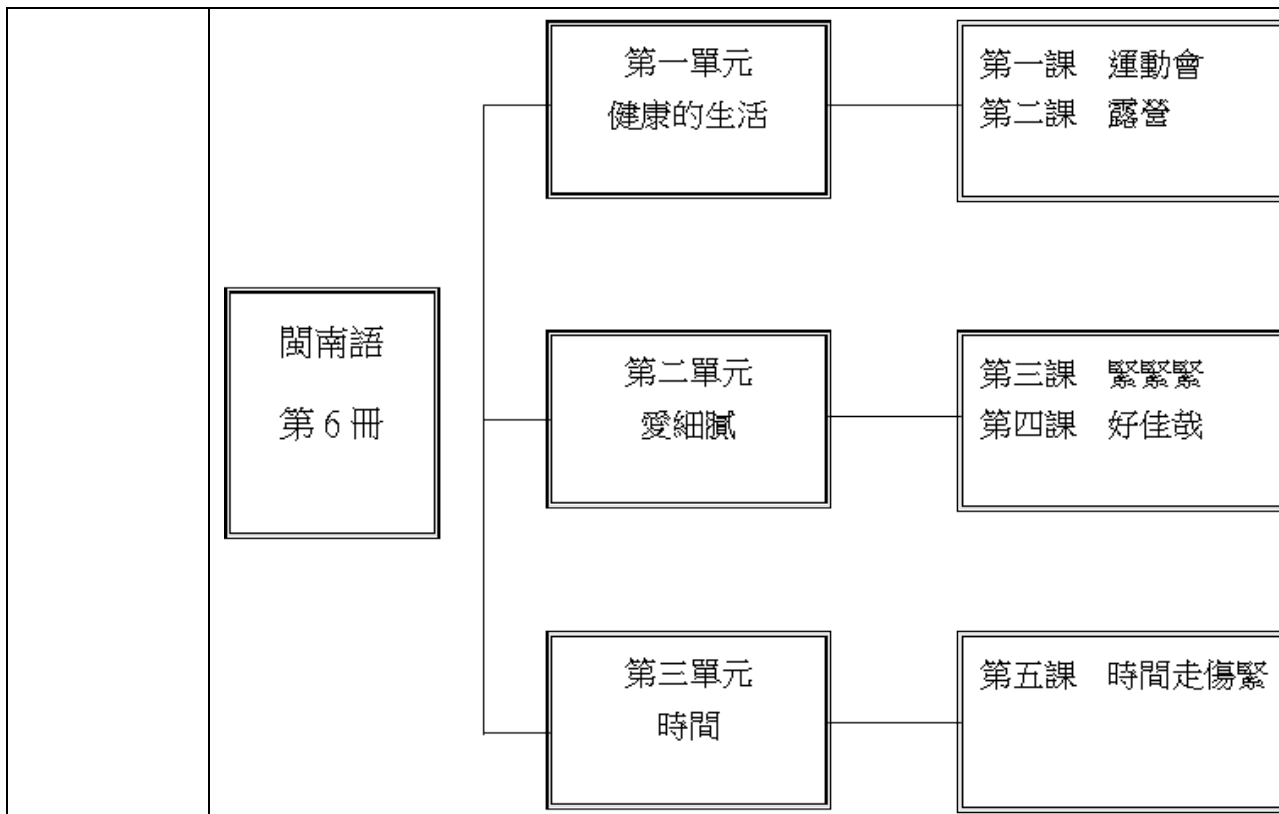 閩南語
第6冊
第一單元
健康的生活
第一課　運動會
第二課　露營
第二單元
愛細膩
第三課　緊緊緊
第四課　好佳哉
第三單元
時間
第五課　時間走傷緊